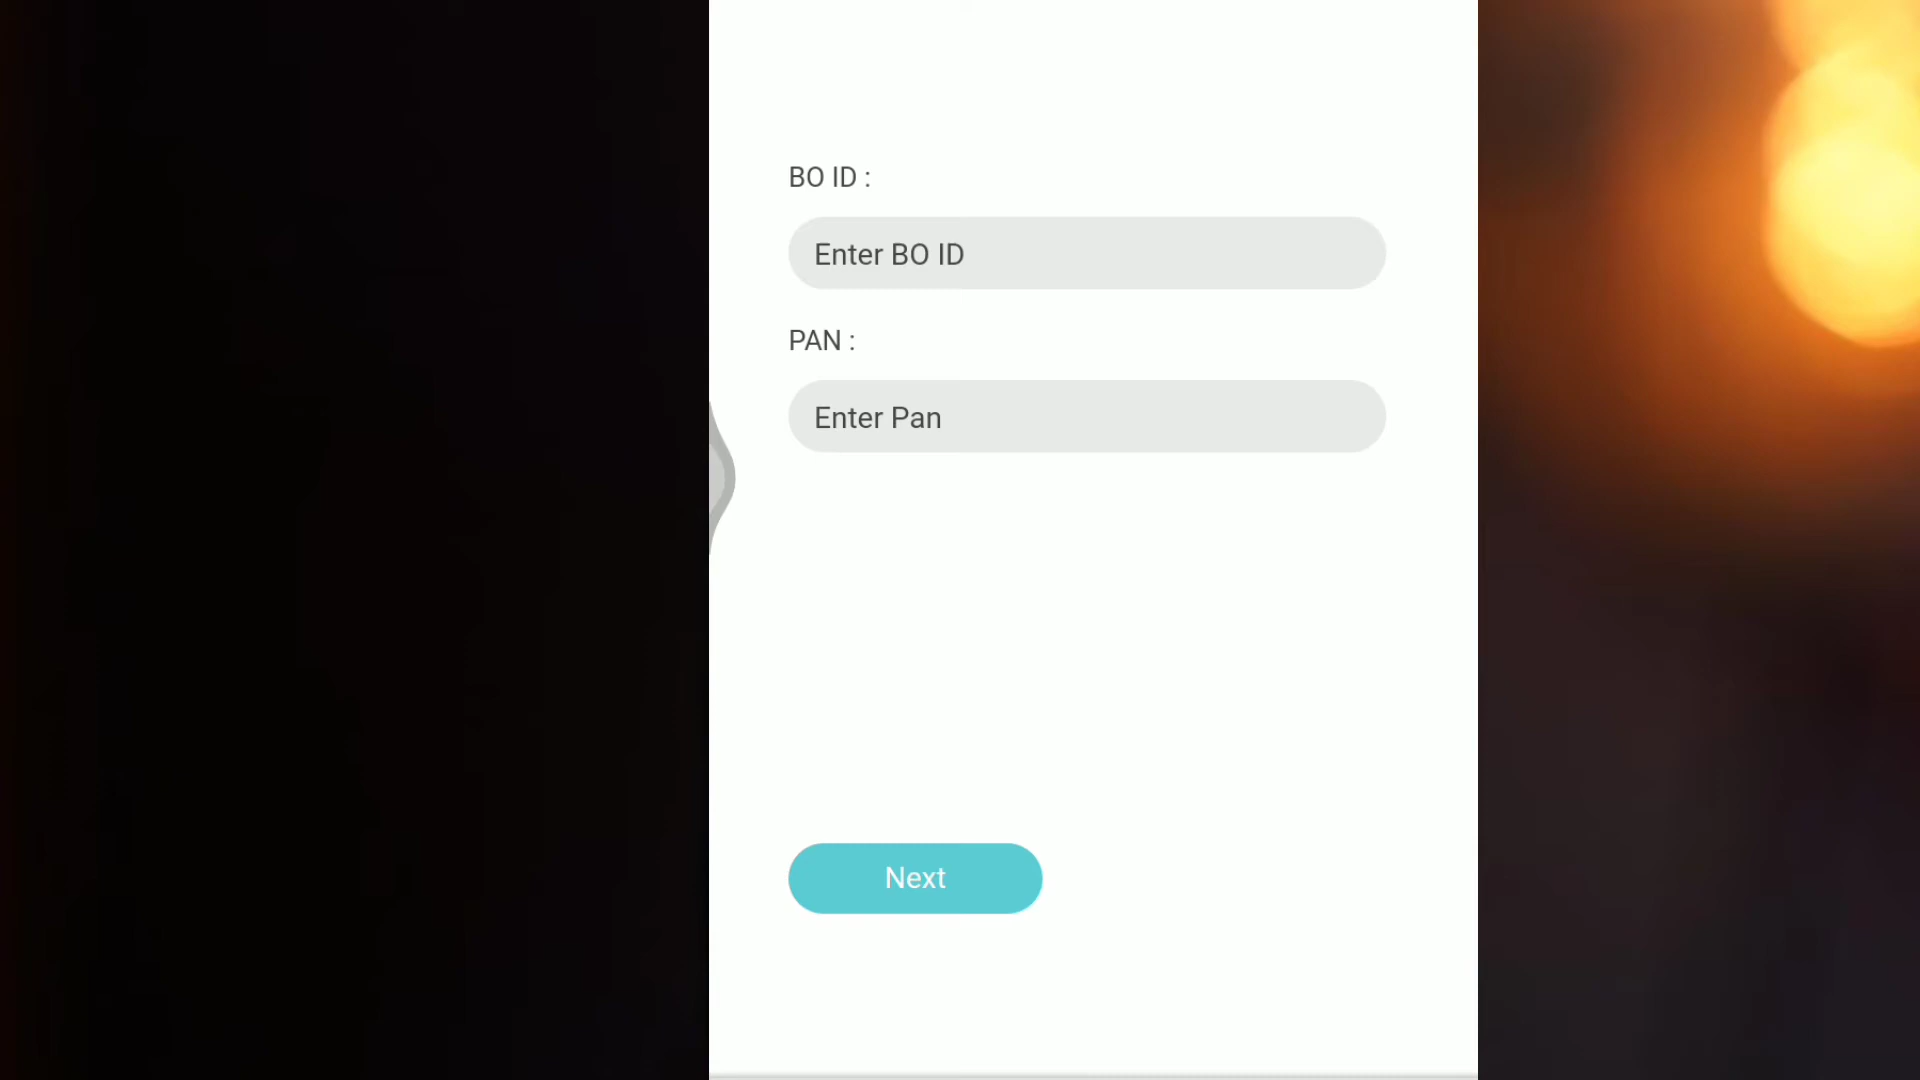 BO ID :
Enter BO ID
PAN :
Enter Pan
Next